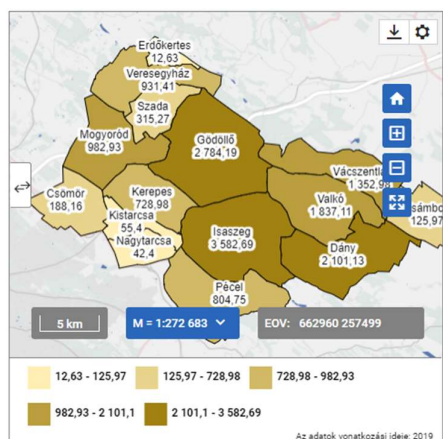 Erdőkertes
12,63
Veresegyház
931,41
Szada
315,27
Mogyoród
982,93
Gödöllő
2 784,19
Vácszentlá
1 352,98
Csömör
188,16
Kerepes
728,98
Valkó
1 837,11
sámbo
125,97
Kistarcsa
55,4
Isaszeg
3 582,69
Nagytarcsa
42,4
Dány
2 101,13
Pécel
804,75
5 km
M = 1:272 683
EOV: 662960 257499
12,63 - 125,97
125,97 - 728,98
728,98 - 982,93
982,93 - 2 101,1
2 101,1 - 3 582,69
Az adatok vonatkozási ideje: 2019